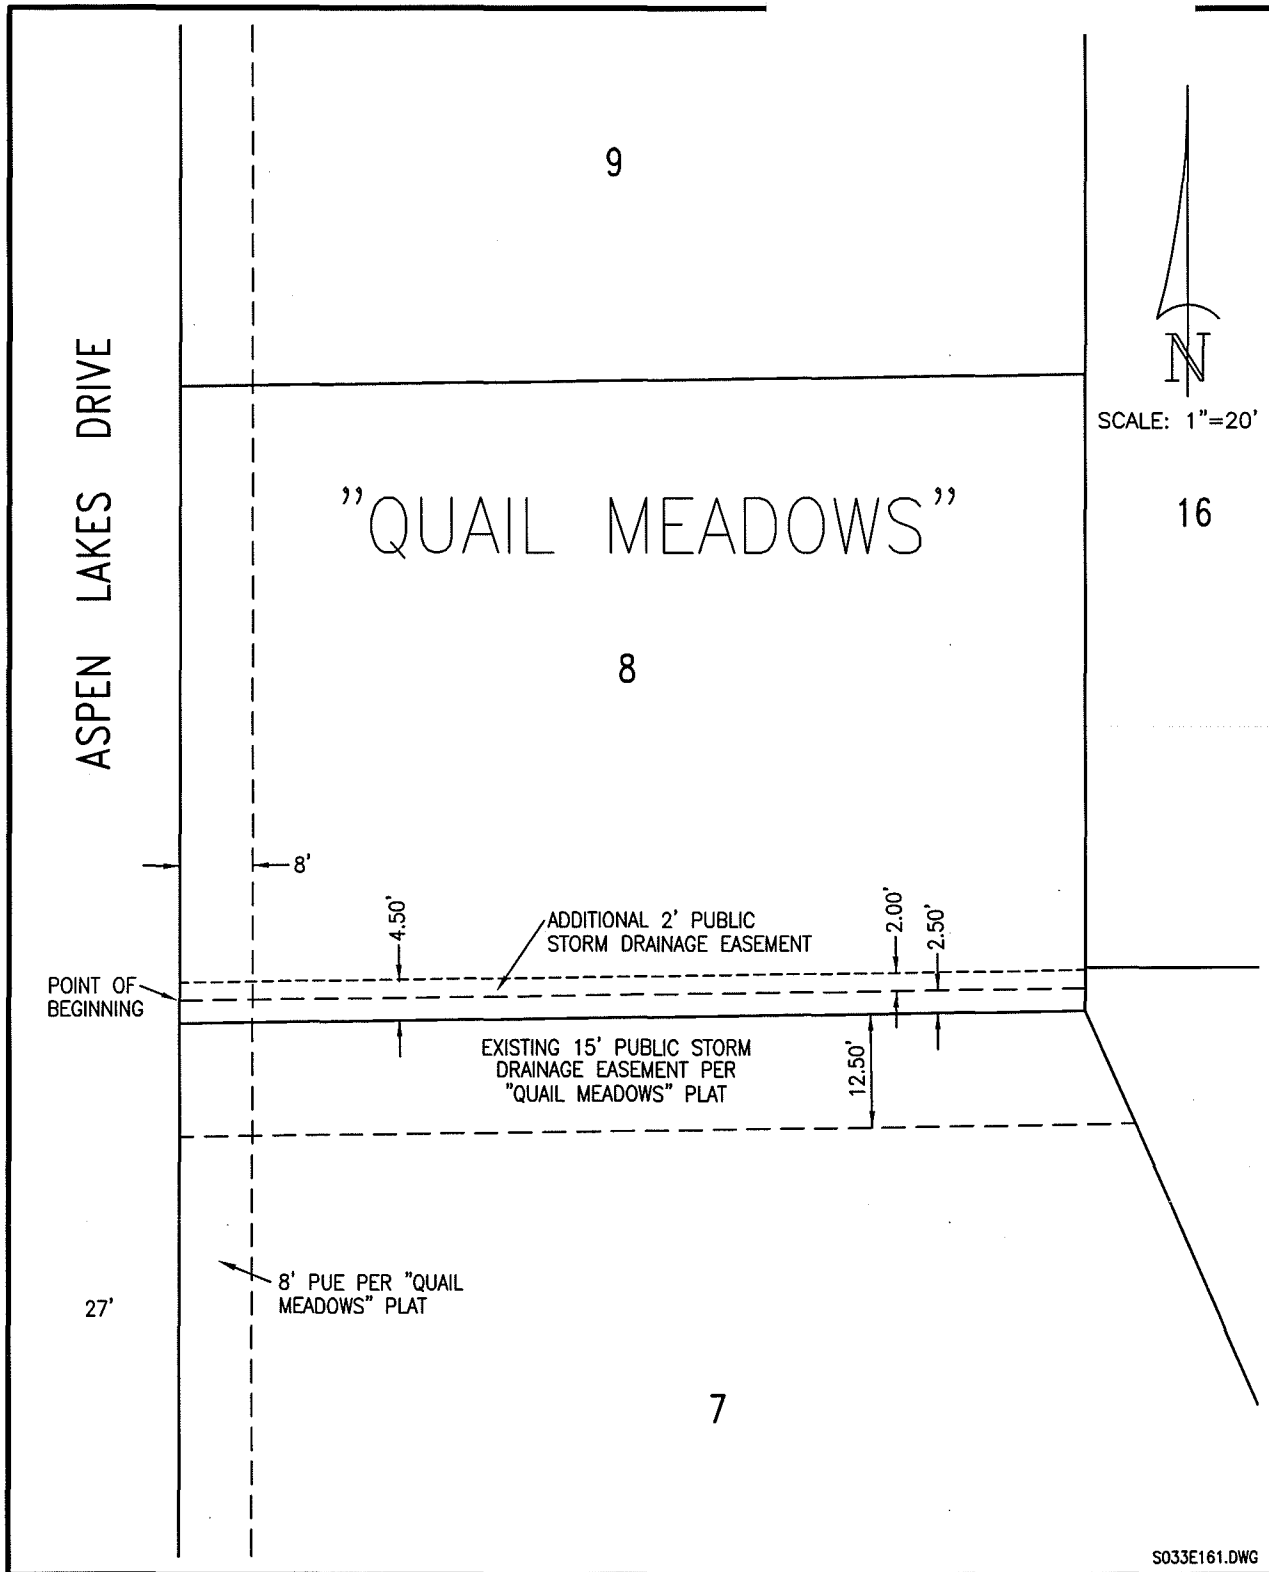 9
ASPEN LAKES DRIVE
N
SCALE: 1"=20'
"QUAIL MEADOWS"
16
8
8'
4.50'
ADDITIONAL 2' PUBLIC
STORM DRAINAGE EASEMENT
2.00'
2.50'
POINT OF
BEGINNING
EXISTING 15' PUBLIC STORM
DRAINAGE EASEMENT PER
"QUAIL MEADOWS" PLAT
12.50'
8' PUE PER "QUAIL
MEADOWS" PLAT
27'
7
S033E161.DWG